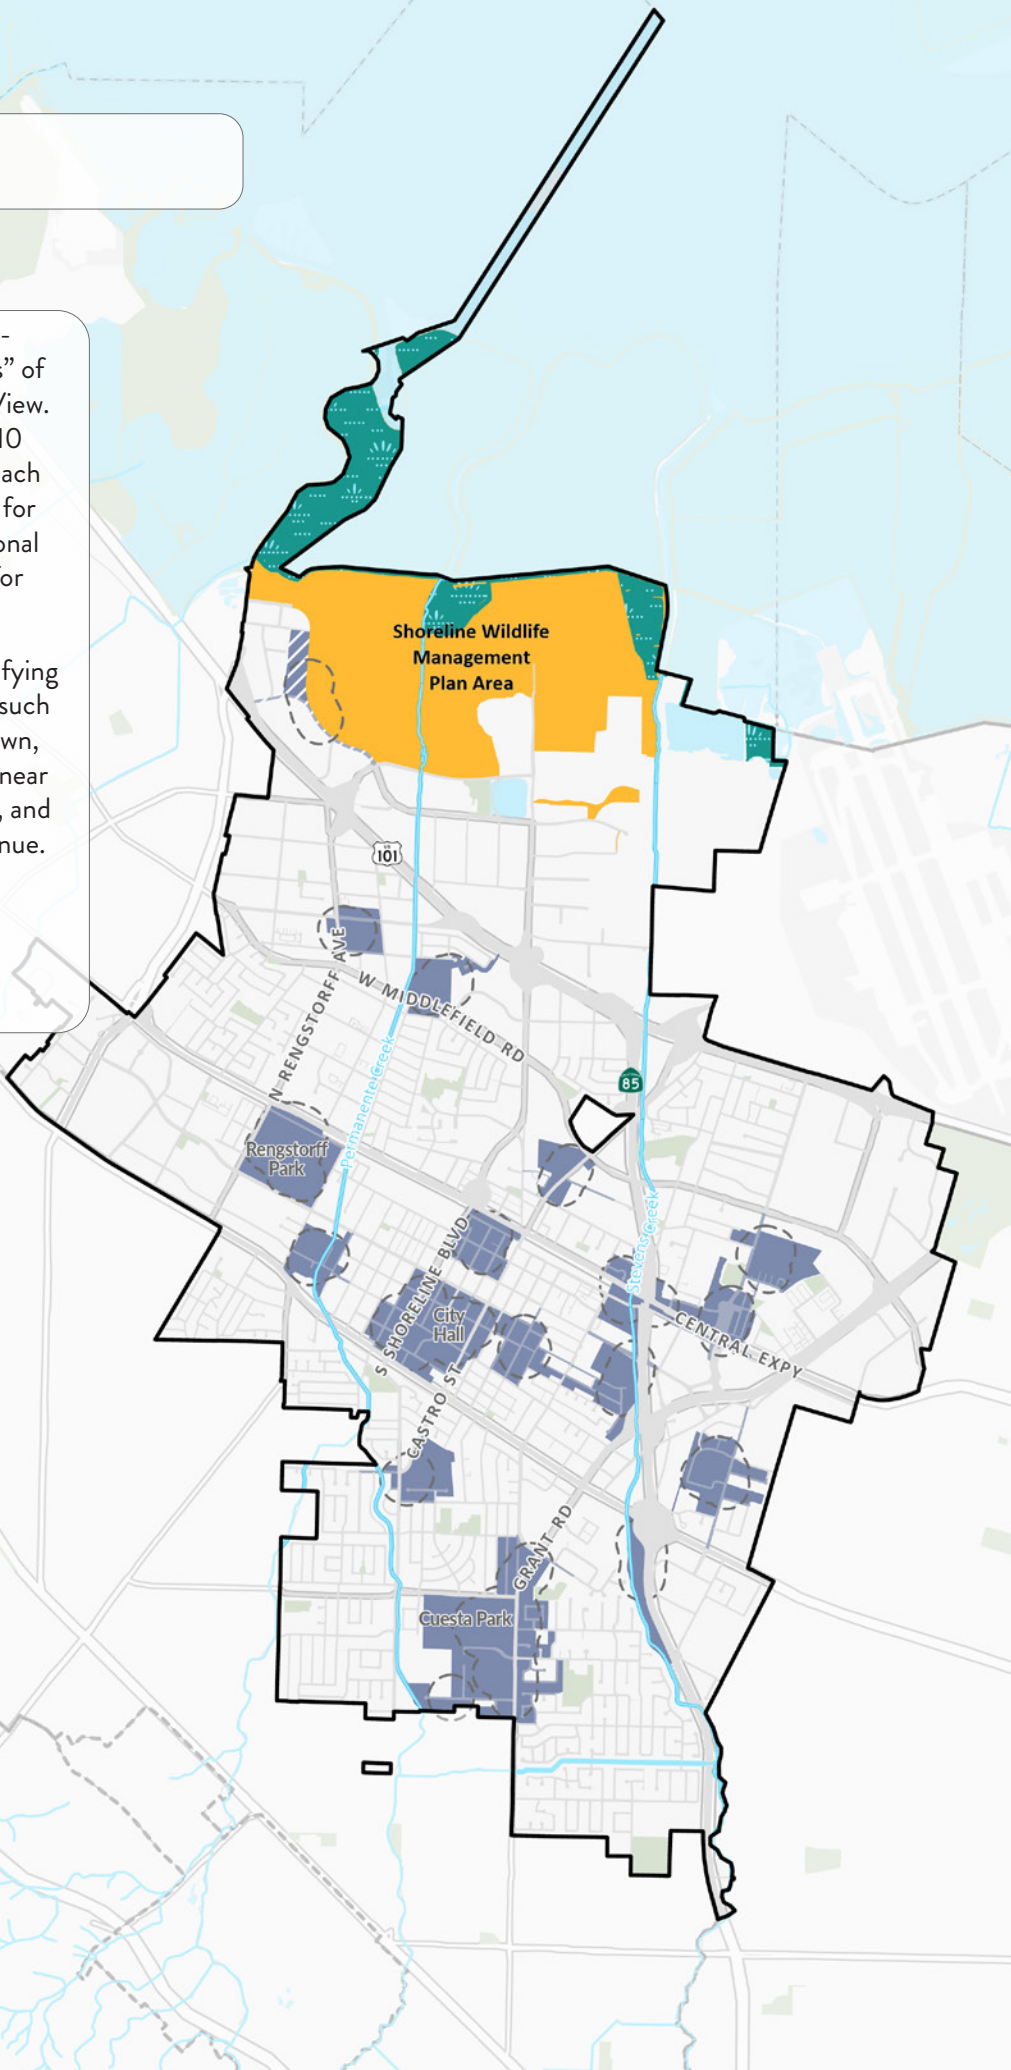 -
s” of
View.
10
ach
for
onal
for
fying
such
wn,
near
, and
nue.
Shoreline Wildlife
Management
Plan Area
US
101
N RENGSTORFF AVE
W MIDDLEFIELD RD
85
Permanente Creek
Rengstorff
Park
Stevens Creek
S SHORELINE BLVD
City
Hall
CENTRAL EXPY
CASTRO ST
GRANT RD
Cuesta Park